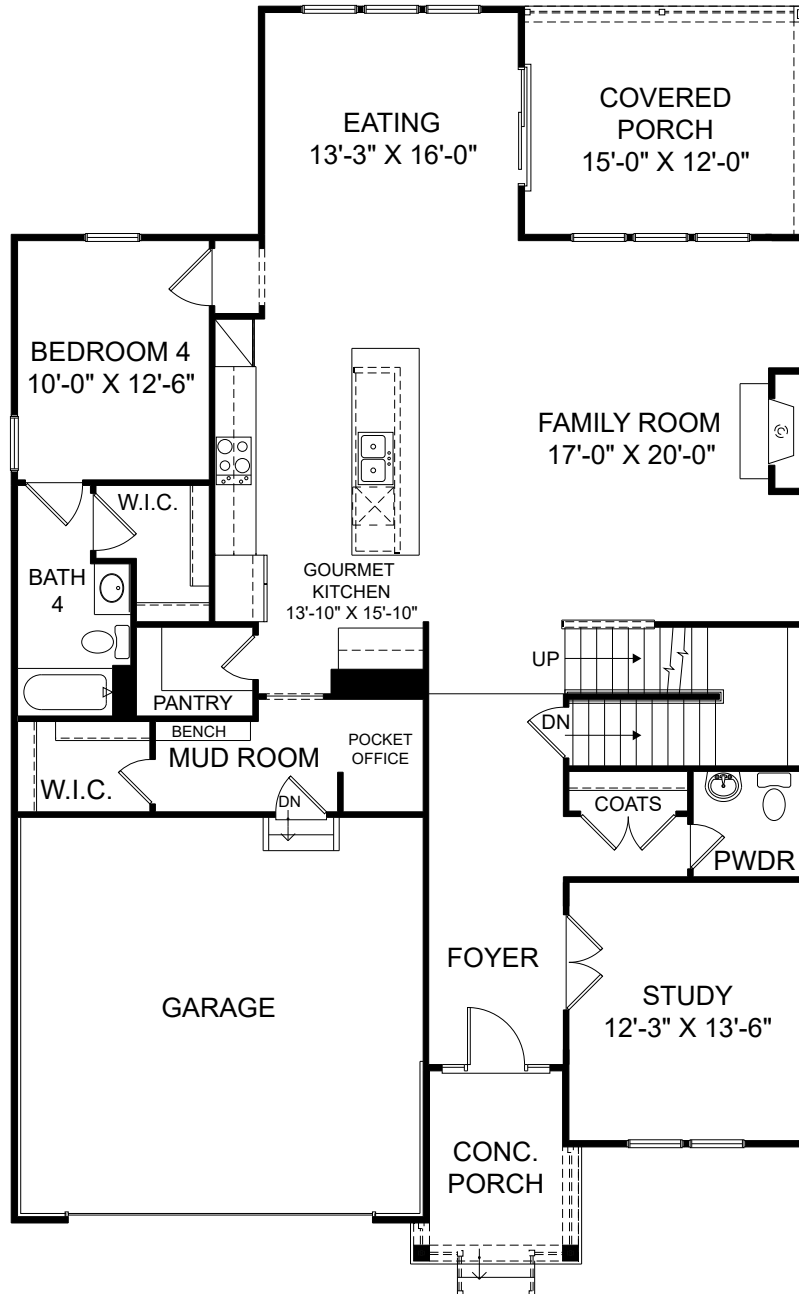 EATING
13'-3" X 16'-0"
COVERED
PORCH
15'-0" X 12'-0"
BEDROOM 4
10'-0" X 12'-6"
FAMILY ROOM
17'-0" X 20'-0"
W.I.C.
BATH
4
GOURMET
KITCHEN
13'-10" X 15'-10"
UP
PANTRY
DN
BENCH
MUD ROOM
POCKET
OFFICE
W.I.C.
DN
COATS
PWDR
FOYER
GARAGE
STUDY
12'-3" X 13'-6"
CONC.
PORCH